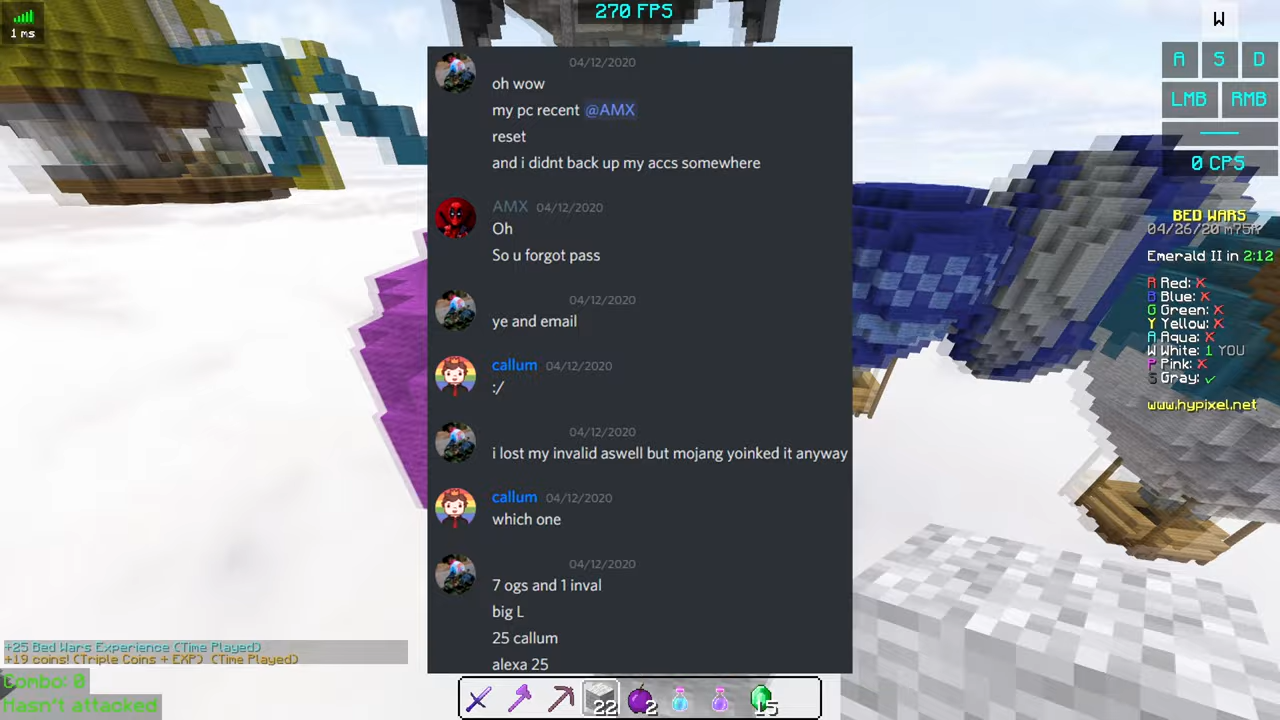 1 ms
270 FPS
04/12/2020
oh wow
my pc recent @AMX
reset
and i didnt back up my accs somewhere
AMX 04/12/2020
Oh
So u forgot pass
04/12/2020
ye and email
callum 04/12/2020
:/
04/12/2020
i lost my invalid aswell but mojang yoinked it anyway
callum 04/12/2020
which one
04/12/2020
7 ogs and 1 inval
big L
25 callum
alexa 25
W
A S D
LMB RMB
0 CPS
BED WARS
04/26/20 m75R
Emerald II in 2:12
R Red: ✗
B Blue: ✗
G Green: ✗
Y Yellow: ✗
A Aqua: ✗
W White: 1 YOU
P Pink: ✗
S Gray: ✓
www.hypixel.net
+25 Bed Wars Experience (Time Played)
+19 coins! (Triple Coins + EXP) (Time Played)
Combo: 0
Hasn't attacked
22 2 15